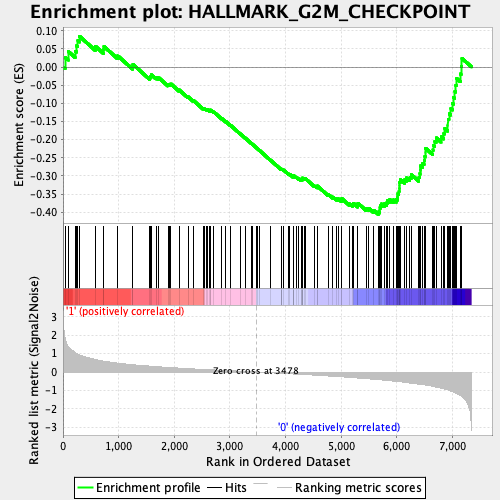 Enrichment plot: HALLMARK_G2M_CHECKPOINT
Enrichment score (ES)
0.10
0.05
0.00
-0.05
-0.10
-0.15
-0.20
-0.25
-0.30
-0.35
-0.40
'1' (positively correlated)
Ranked list metric (Signal2Noise)
3
2
1
0
-1
-2
-3
Zero cross at 3478
'0' (negatively correlated)
0
1,000
2,000
3,000
4,000
5,000
6,000
7,000
Rank in Ordered Dataset
Enrichment profile
Hits
Ranking metric scores